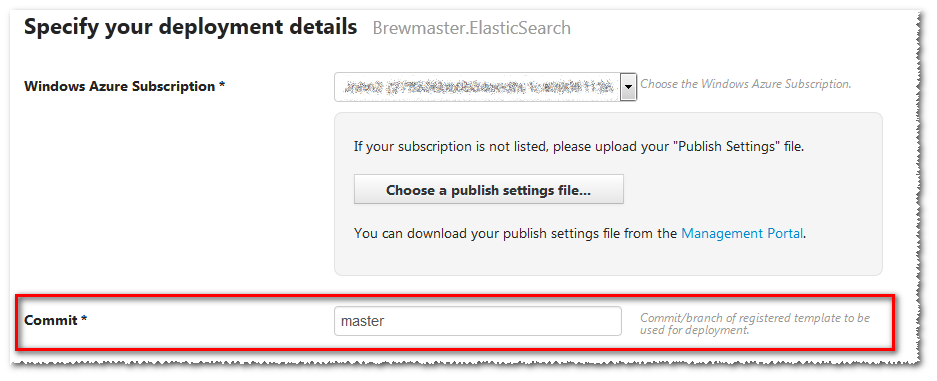 Specify your deployment details Brewmaster.ElasticSearch
Windows Azure Subscription * Choose the Windows Azure Subscription.
If your subscription is not listed, please upload your "Publish Settings" file.
Choose a publish settings file...
You can download your publish settings file from the Management Portal.
Commit * master Commit/branch of registered template to be
used for deployment.